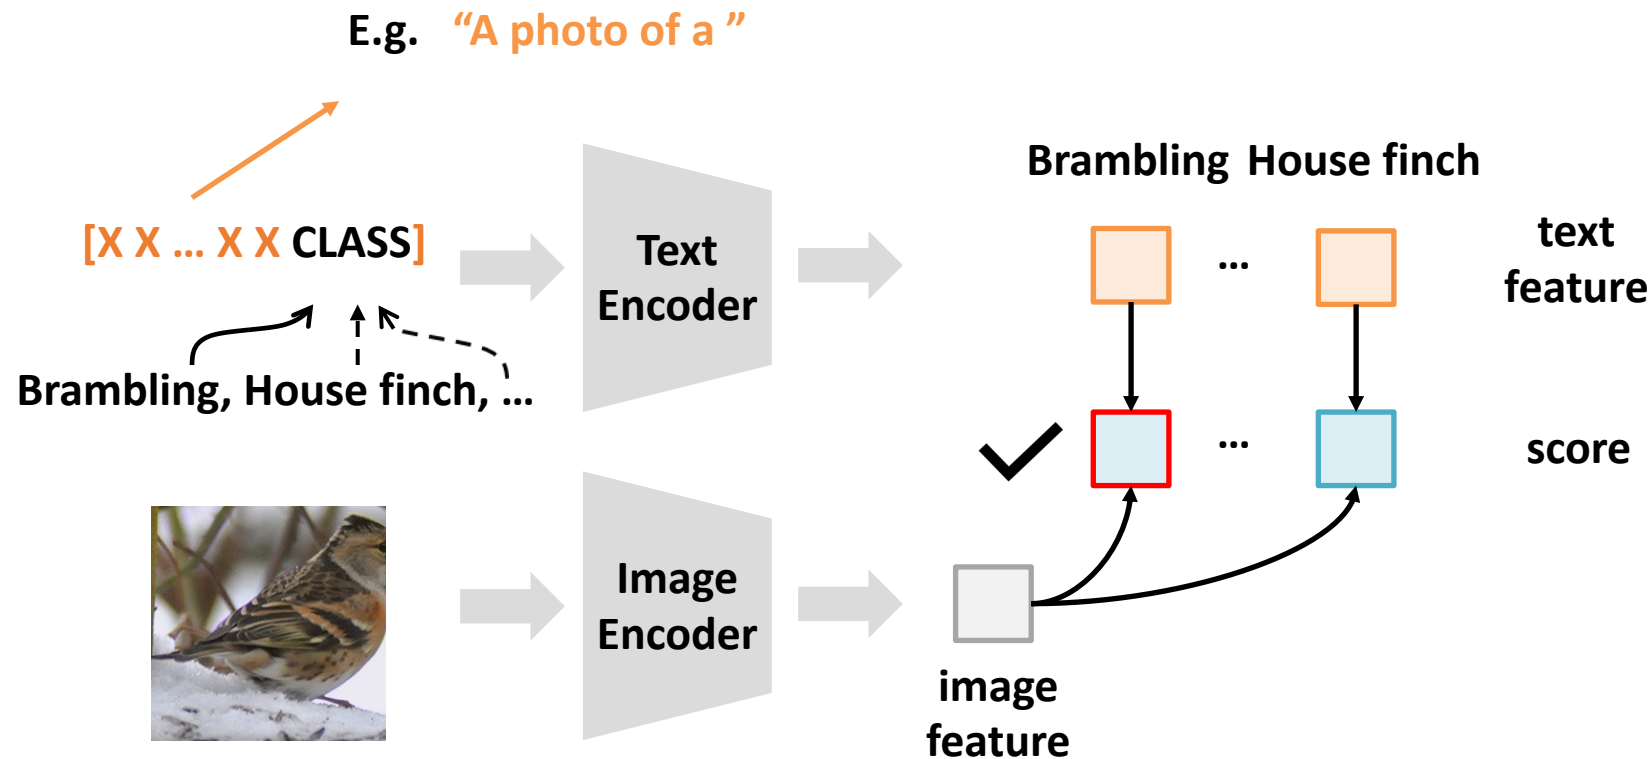 E.g. “A photo of a ”
[X X ... X X CLASS]
Brambling, House finch, ...
Text
Encoder
Image
Encoder
Brambling House finch
...
text
feature
...
score
image
feature